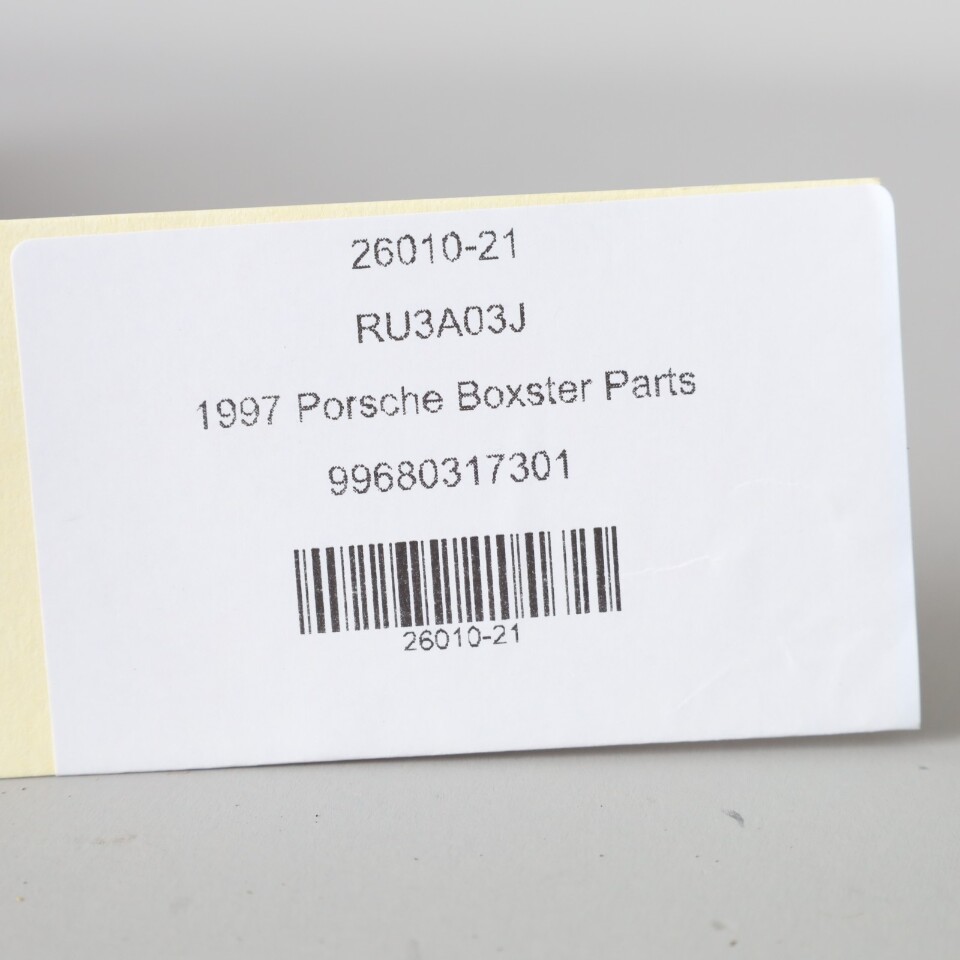 26010-21
RU3A03J
1997 Porsche Boxster Parts
99680317301
26010-21